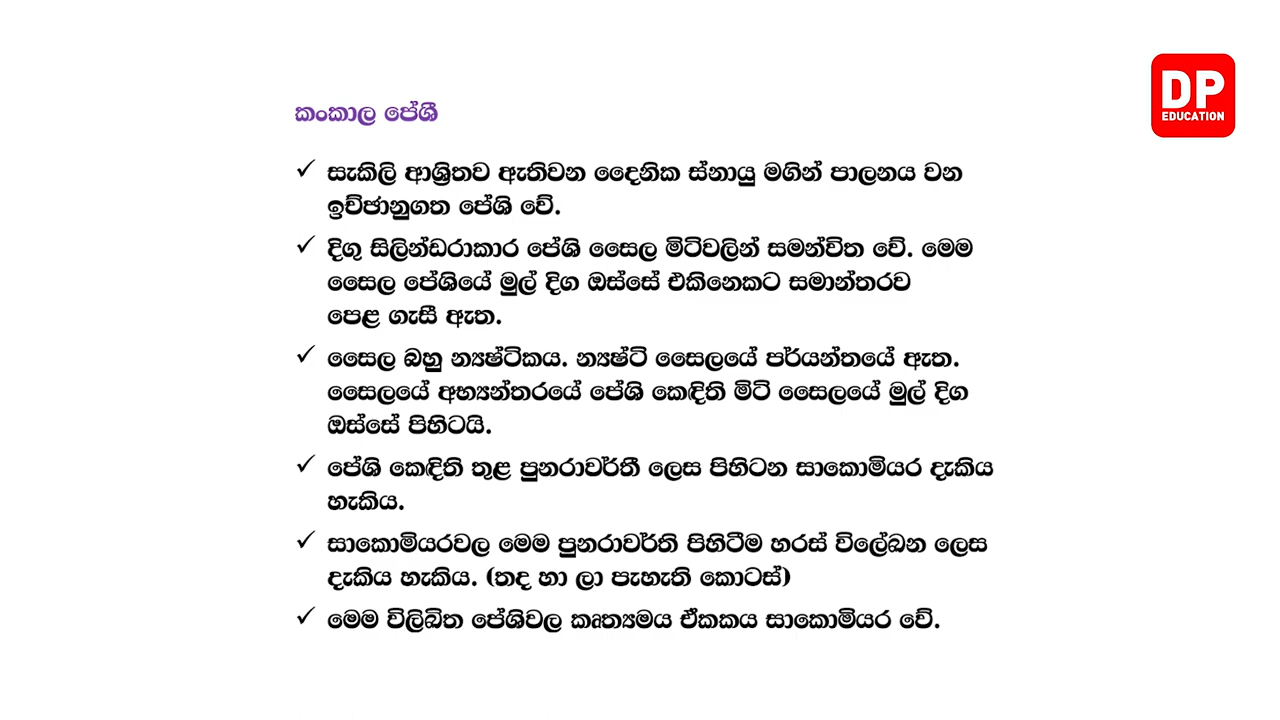 DP
EDUCATION
කංකාල පේශී
✓ සැකිලි ආශ්‍රිතව ඇතිවන දෛනික ස්නායු මගින් පාලනය වන
ඉච්ඡානුගත පේශි වේ.
✓ දිගු සිලින්ඩරාකාර පේශි සෛල මිටිවලින් සමන්විත වේ. මෙම
සෛල පේශියේ මුල් දිග ඔස්සේ එකිනෙකට සමාන්තරව
පෙළ ගැසී ඇත.
✓ සෛල බහු න්‍යෂ්ටිකය. න්‍යෂ්ටි සෛලයේ පර්යන්තයේ ඇත.
සෛලයේ අභ්‍යන්තරයේ පේශි කෙඳිති මිටි සෛලයේ මුල් දිග
ඔස්සේ පිහිටයි.
✓ පේශි කෙඳිති තුළ පුනරාවර්තී ලෙස පිහිටන සාකොමියර දැකිය
හැකිය.
✓ සාකොමියරවල මෙම පුනරාවර්ති පිහිටීම හරස් විලේඛන ලෙස
දැකිය හැකිය. (තද හා ලා පැහැති කොටස්)
✓ මෙම විලිඛිත පේශිවල කෘත්‍යමය ඒකකය සාකොමියර වේ.